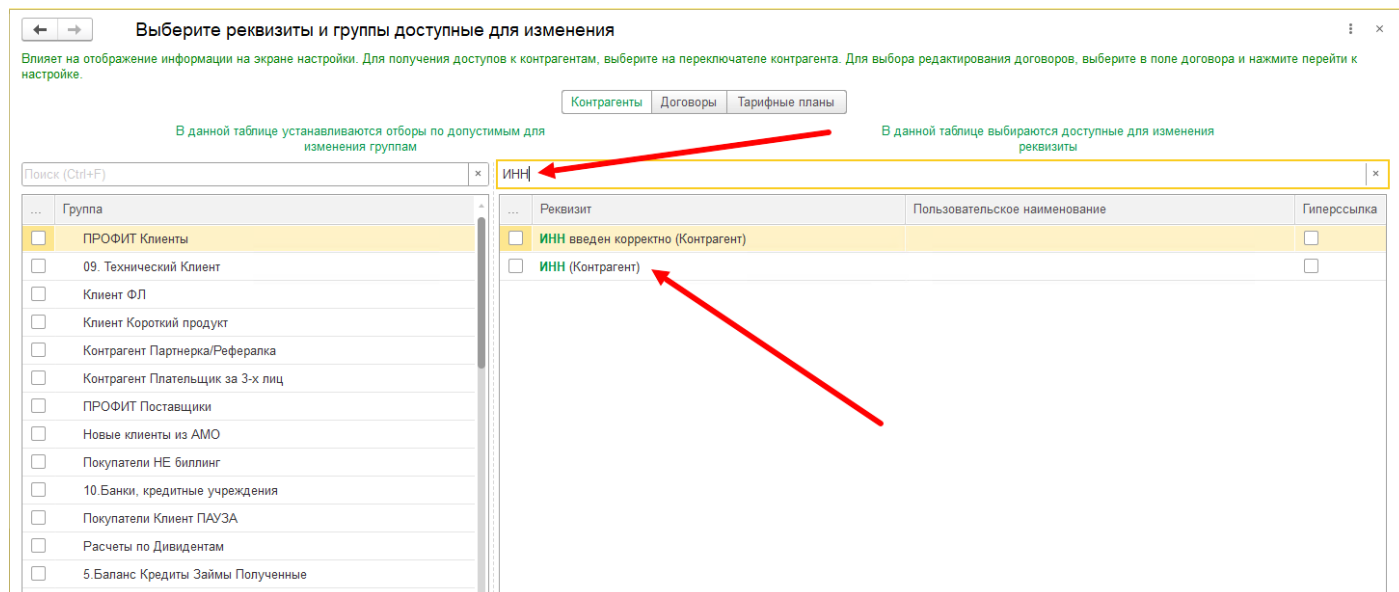 Выберите реквизиты и группы доступные для изменения
Влияет на отображение информации на экране настройки. Для получения доступов к контрагентам, выберите на переключателе контрагента. Для выбора редактирования договоров, выберите в поле договора и нажмите перейти к
настройке.
Контрагенты Договоры Тарифные планы
В данной таблице устанавливаются отборы по допустимым для
изменения группам
В данной таблице выбираются доступные для изменения
реквизиты
Поиск (Ctrl+F) ×
ИНН ×
... Группа
ПРОФИТ Клиенты
09. Технический Клиент
Клиент ФЛ
Клиент Короткий продукт
Контрагент Партнерка/Рефералка
Контрагент Плательщик за 3-х лиц
ПРОФИТ Поставщики
Новые клиенты из АМО
Покупатели НЕ биллинг
10.Банки, кредитные учреждения
Покупатели Клиент ПАУЗА
Расчеты по Дивидентам
5.Баланс Кредиты Займы Полученные
... Реквизит Пользовательское наименование Гиперссылка
ИНН введен корректно (Контрагент)
ИНН (Контрагент)